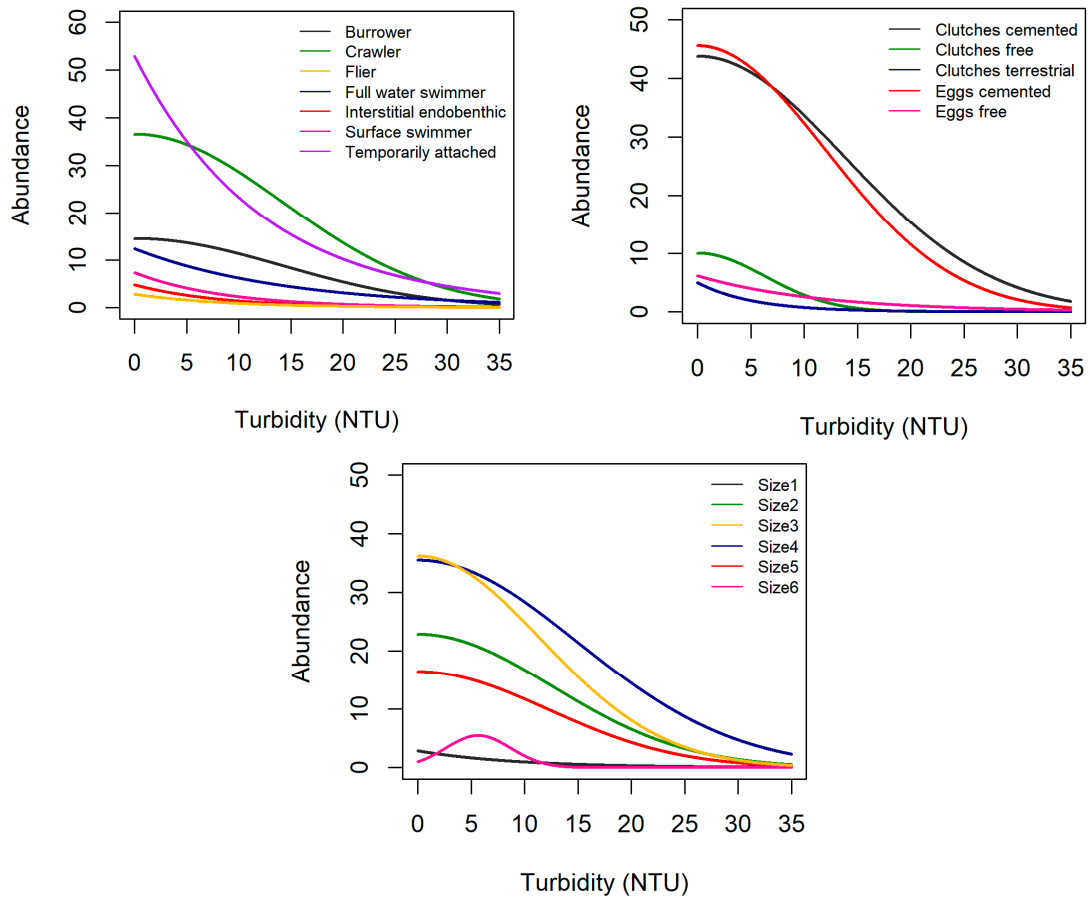 60
50
40
30
20
10
0
Abundance
Burrower
Crawler
Flier
Full water swimmer
Interstitial endobenthic
Surface swimmer
Temporarily attached
0 5 10 15 20 25 30 35
Turbidity (NTU)
50
40
30
20
10
0
Abundance
Clutches cemented
Clutches free
Clutches terrestrial
Eggs cemented
Eggs free
0 5 10 15 20 25 30 35
Turbidity (NTU)
50
40
30
20
10
0
Abundance
Size1
Size2
Size3
Size4
Size5
Size6
0 5 10 15 20 25 30 35
Turbidity (NTU)